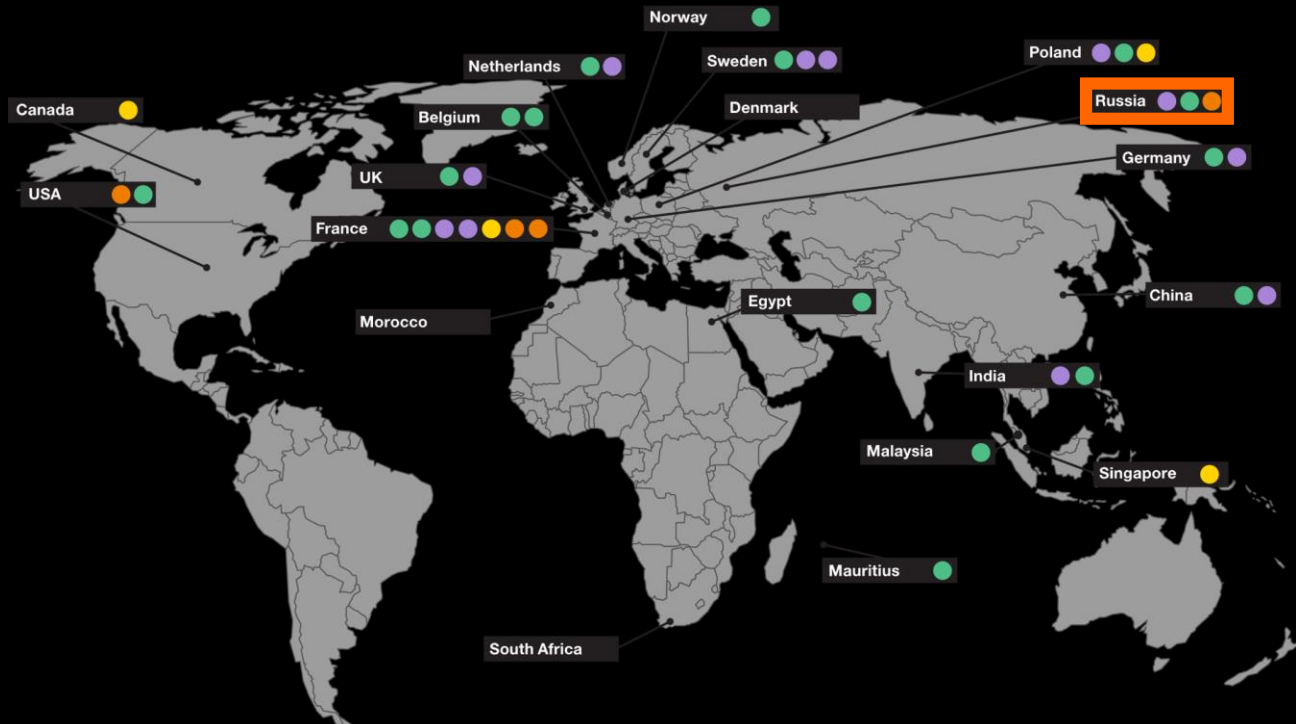 Norway
Netherlands
Sweden
Poland
Canada
Belgium
Denmark
Russia
UK
Germany
USA
France
Morocco
Egypt
China
India
Malaysia
Singapore
Mauritius
South Africa